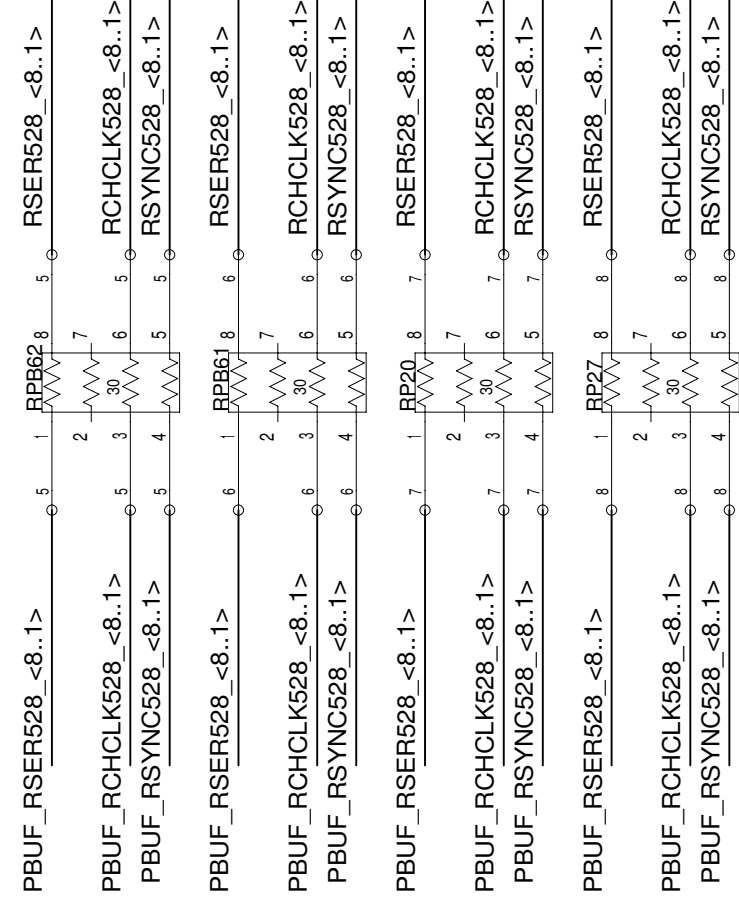 PBUF_RSER528_<8..1> 5 1 RPB62 8 5 RSER528_<8..1>
2 7
30
PBUF_RCHCLK528_<8..1> 5 3 6 5 RCHCLK528_<8..1>
PBUF_RSYNC528_<8..1> 5 4 5 5 RSYNC528_<8..1>
PBUF_RSER528_<8..1> 6 1 RPB61 8 6 RSER528_<8..1>
2 7
30
PBUF_RCHCLK528_<8..1> 6 3 6 6 RCHCLK528_<8..1>
PBUF_RSYNC528_<8..1> 6 4 5 6 RSYNC528_<8..1>
PBUF_RSER528_<8..1> 7 1 RP20 8 7 RSER528_<8..1>
2 7
30
PBUF_RCHCLK528_<8..1> 7 3 6 7 RCHCLK528_<8..1>
PBUF_RSYNC528_<8..1> 7 4 5 7 RSYNC528_<8..1>
PBUF_RSER528_<8..1> 8 1 RP27 8 8 RSER528_<8..1>
2 7
30
PBUF_RCHCLK528_<8..1> 8 3 6 8 RCHCLK528_<8..1>
PBUF_RSYNC528_<8..1> 8 4 5 8 RSYNC528_<8..1>